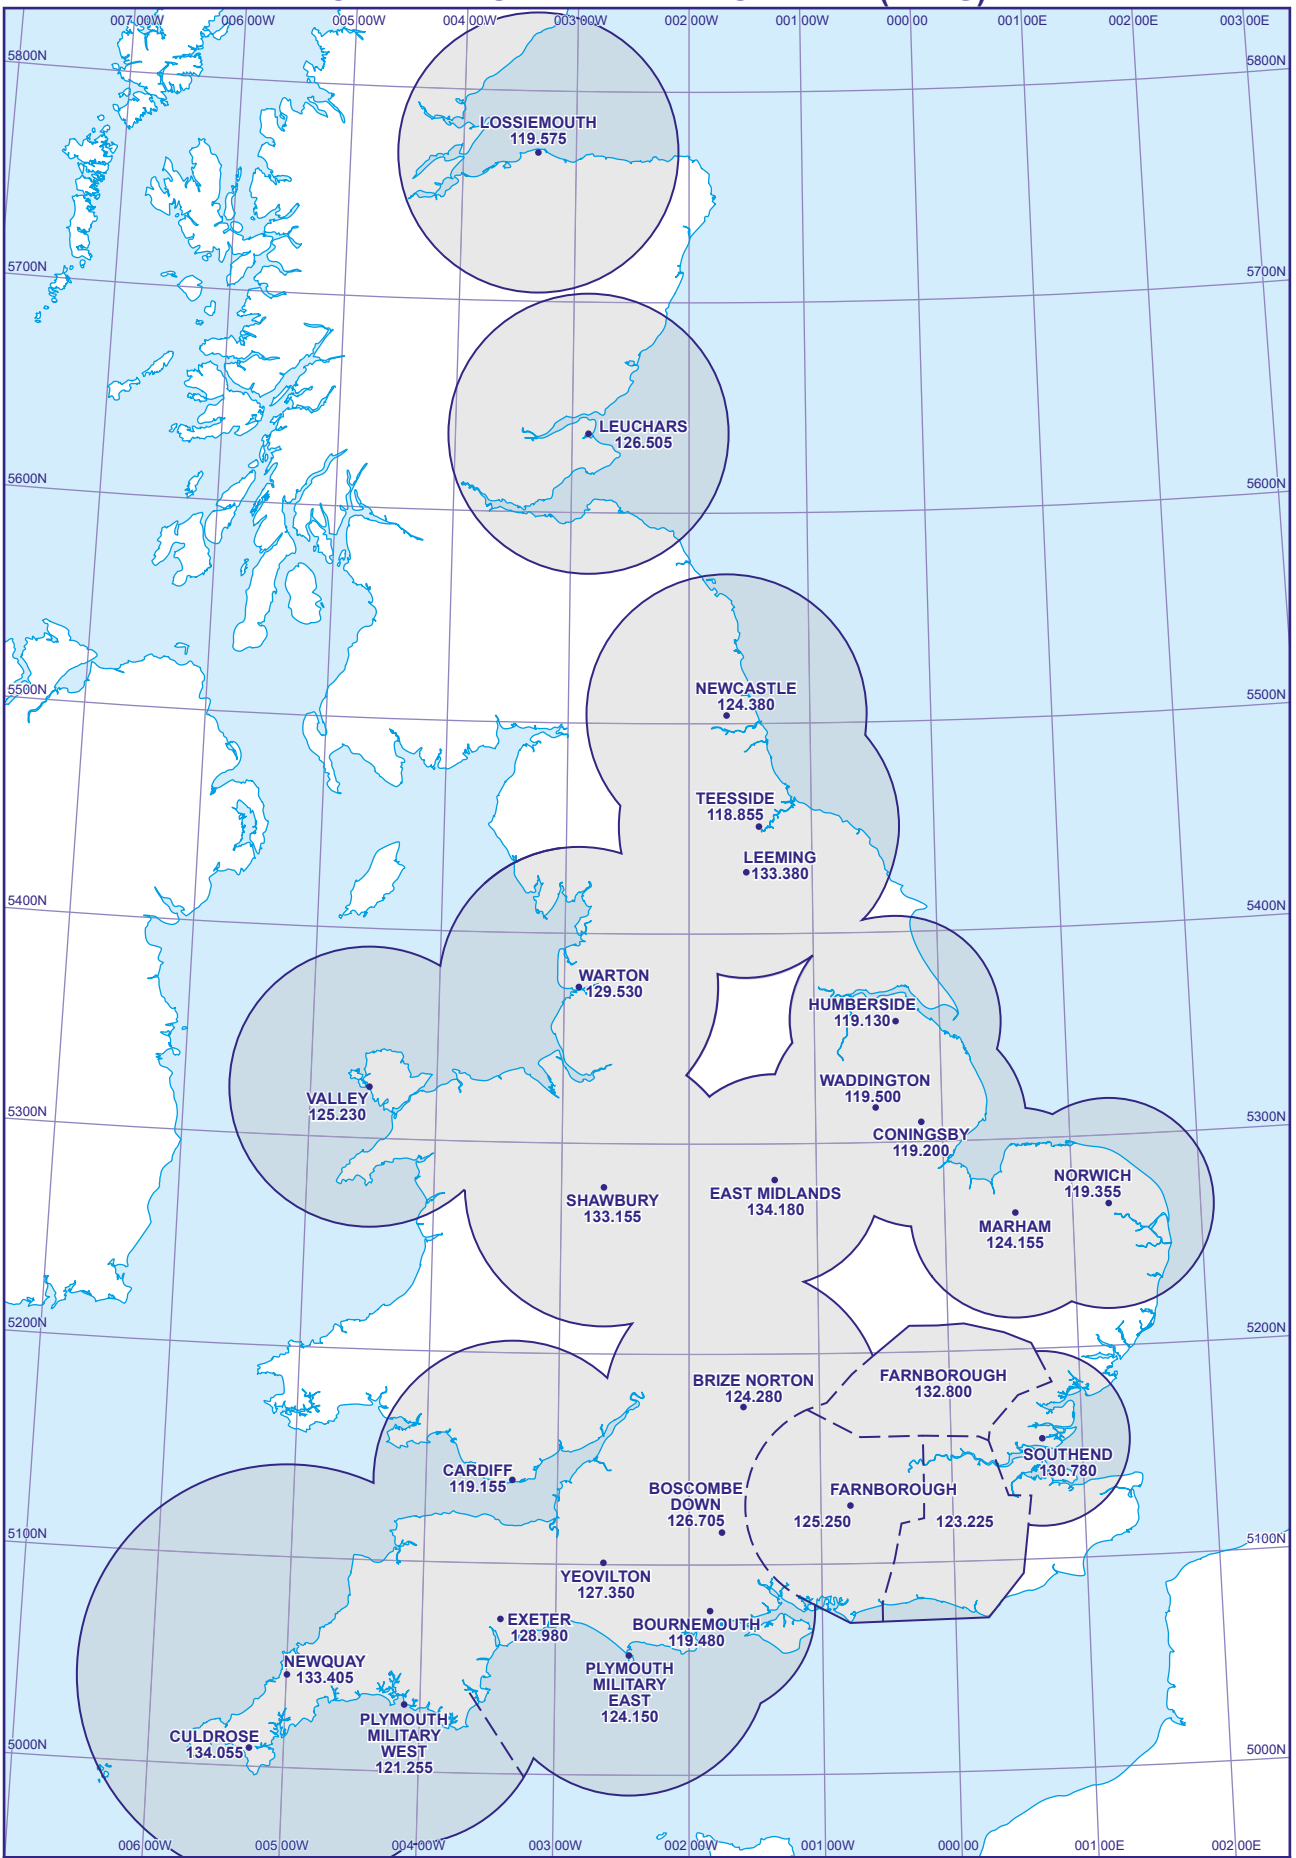 007 00W 006 00W 005 00W 004 00W 003 00W 002 00W 001 00W 000 00 001 00E 002 00E 003 00E
5800N 5800N
LOSSIEMOUTH
119.575
5700N 5700N
LEUCHARS
126.505
5600N 5600N
5500N 5500N
NEWCASTLE
124.380
TEESSIDE
118.855
LEEMING
133.380
5400N 5400N
WARTON
129.530
HUMBERSIDE
119.130
WADDINGTON
119.500
VALLEY
125.230
5300N 5300N
CONINGSBY
119.200
NORWICH
119.355
SHAWBURY
133.155
EAST MIDLANDS
134.180
MARHAM
124.155
5200N 5200N
BRIZE NORTON
124.280
FARNBOROUGH
132.800
SOUTHEND
130.780
CARDIFF
119.155
BOSCOMBE
DOWN
126.705
FARNBOROUGH
125.250 123.225
5100N 5100N
YEOVILTON
127.350
EXETER
128.980
BOURNEMOUTH
119.480
NEWQUAY
133.405
PLYMOUTH
MILITARY
EAST
124.150
CULDROSE
134.055
PLYMOUTH
MILITARY
WEST
121.255
5000N 5000N
006 00W 005 00W 004 00W 003 00W 002 00W 001 00W 000 00 001 00E 002 00E